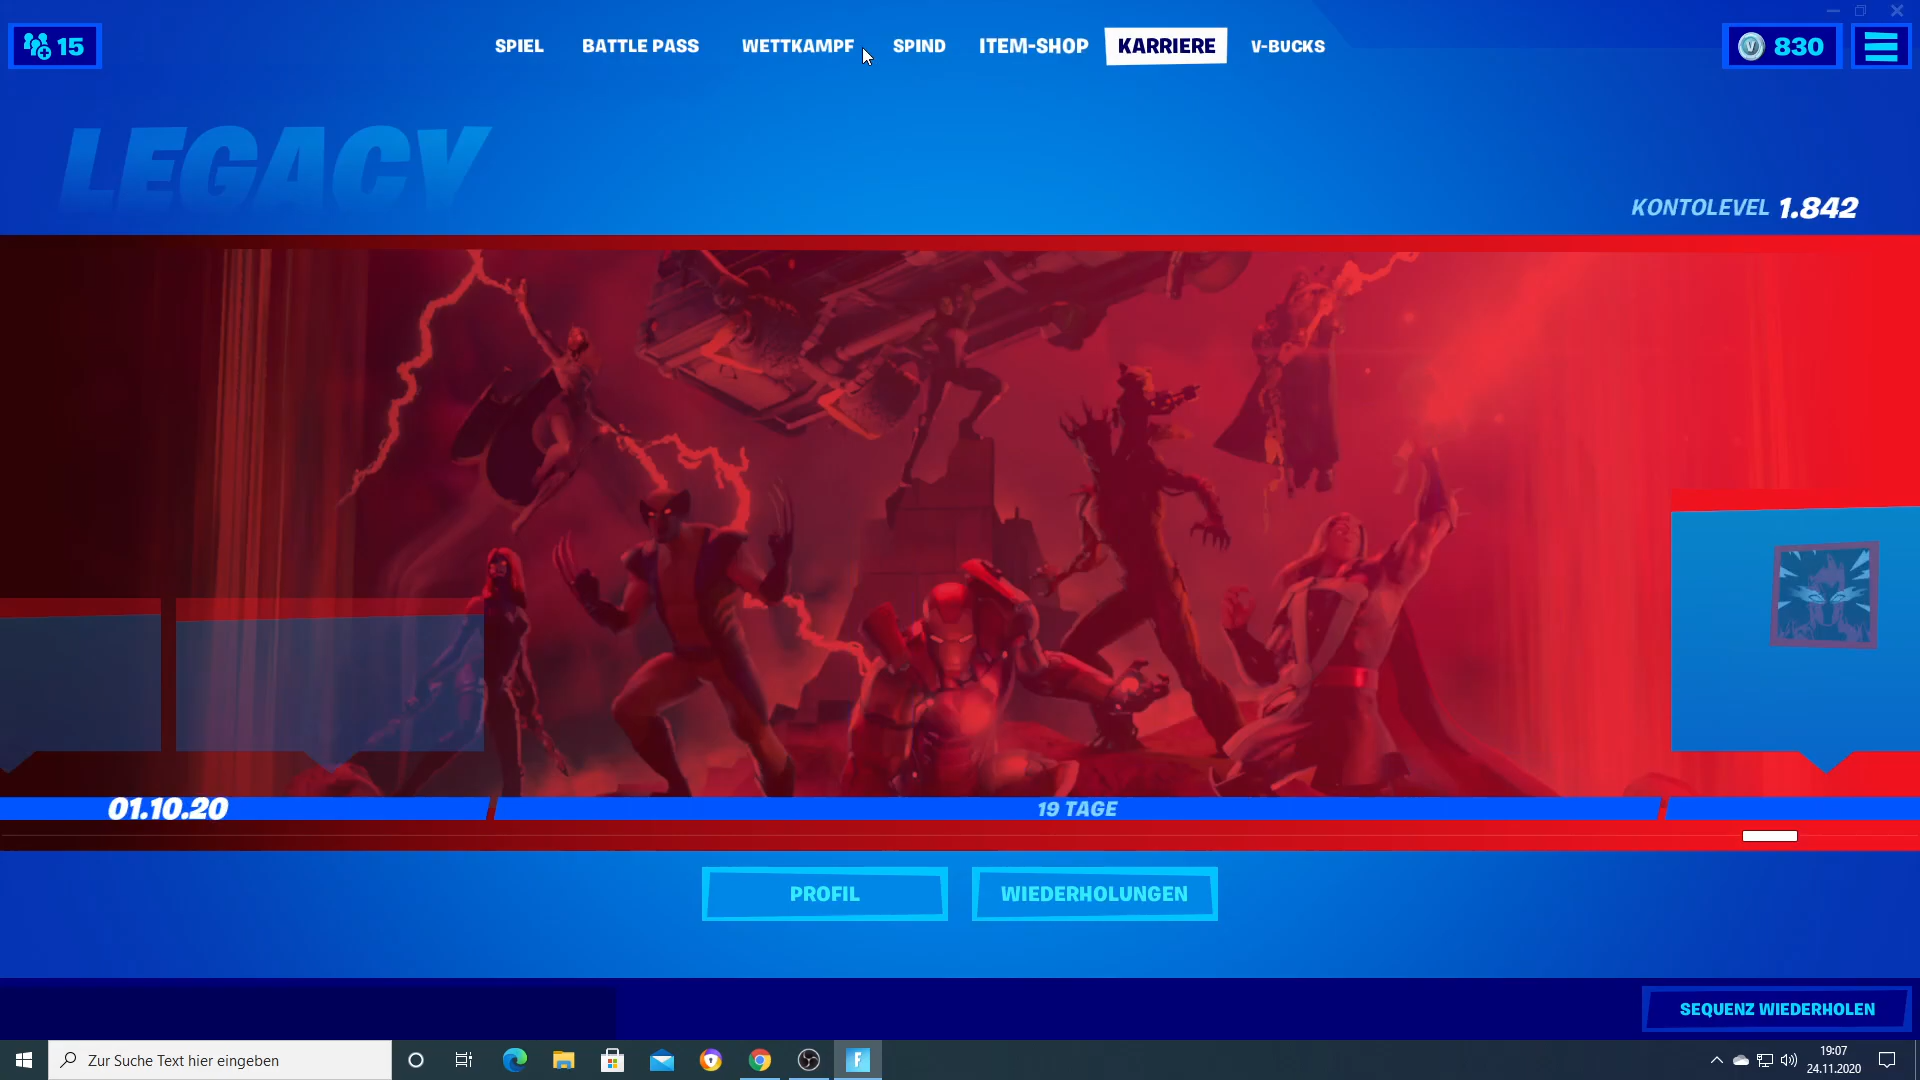 15
SPIEL
BATTLE PASS
WETTKAMPF
SPIND
ITEM-SHOP
KARRIERE
V-BUCKS
830
LEGACY
KONTOLEVEL 1.842
01.10.20
19 TAGE
PROFIL
WIEDERHOLUNGEN
SEQUENZ WIEDERHOLEN
Zur Suche Text hier eingeben
19:07
24.11.2020